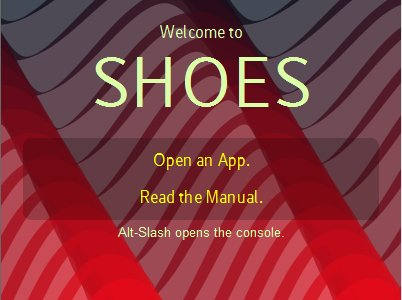 Welcome to
SHOES
Open an App.
Read the Manual.
Alt-Slash opens the console.